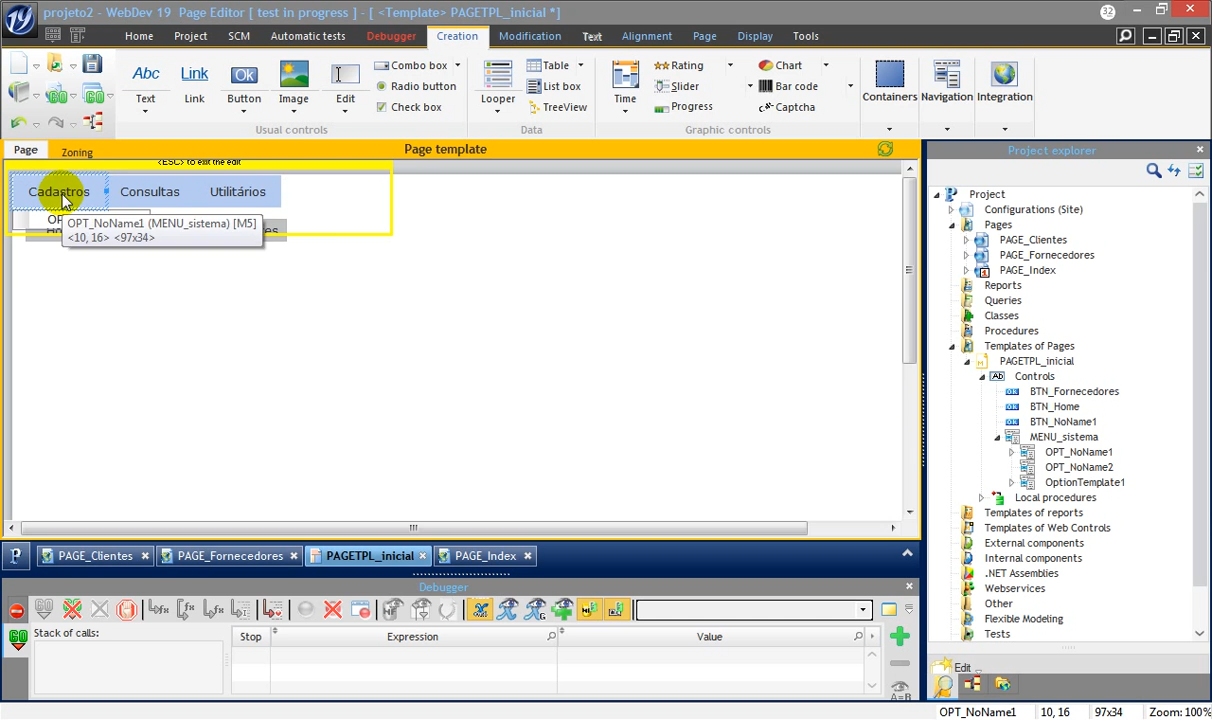 projeto2 - WebDev 19  Page Editor [ test in progress ] - [ <Template> PAGETPL_inicial *]
32
Home Project SCM Automatic tests Debugger Creation Modification Text Alignment Page Display Tools
Abc Link Ok
Text Link Button Image Edit
Combo box
Radio button
Check box
Usual controls
Looper
Table
List box
TreeView
Data
Time
Rating
Slider
Progress
Chart
Bar code
Captcha
Graphic controls
Containers Navigation Integration
Page Zoning Page template
<ESC> to exit the edit
Cadastros Consultas Utilitários
OPT_NoName1 (MENU_sistema) [M5]
<10, 16> <97x34>
Project explorer
Project
Configurations (Site)
Pages
PAGE_Clientes
PAGE_Fornecedores
PAGE_Index
Reports
Queries
Classes
Procedures
Templates of Pages
PAGETPL_inicial
Controls
BTN_Fornecedores
BTN_Home
BTN_NoName1
MENU_sistema
OPT_NoName1
OPT_NoName2
OptionTemplate1
Local procedures
Templates of reports
Templates of Web Controls
External components
Internal components
.NET Assemblies
Webservices
Other
Flexible Modeling
Tests
Edit
PAGE_Clientes PAGE_Fornecedores PAGETPL_inicial PAGE_Index
Debugger
Stack of calls:
Stop Expression Value
A=B
OPT_NoName1 10, 16 97x34 Zoom: 100%